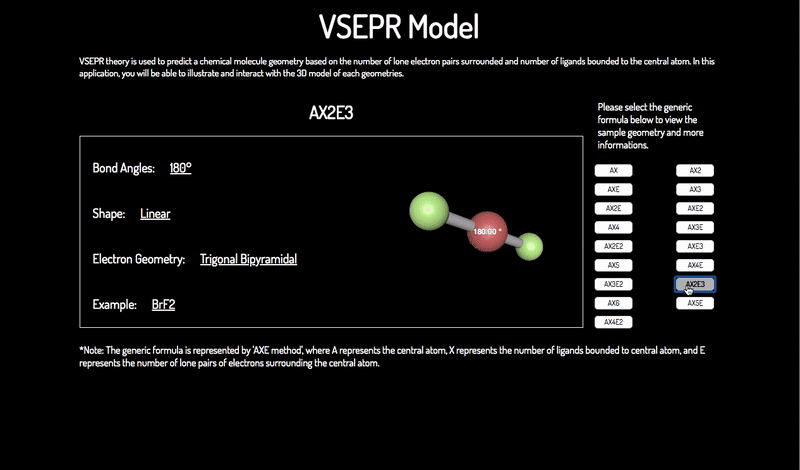 VSEPR Model
VSEPR theory is used to predict a chemical molecule geometry based on the number of lone electron pairs surrounded and number of ligands bounded to the central atom. In this
application, you will be able to illustrate and interact with the 3D model of each geometries.
AX2E3
Bond Angles: 180°
Shape: Linear
Electron Geometry: Trigonal Bipyramidal
Example: BrF2
180.00 °
Please select the generic
formula below to view the
sample geometry and more
informations.
AX AX2
AXE AX3
AX2E AXE2
AX4 AX3E
AX2E2 AXE3
AX5 AX4E
AX3E2 AX2E3
AX6 AX5E
AX4E2
*Note: The generic formula is represented by 'AXE method', where A represents the central atom, X represents the number of ligands bounded to central atom, and E
represents the number of lone pairs of electrons surrounding the central atom.